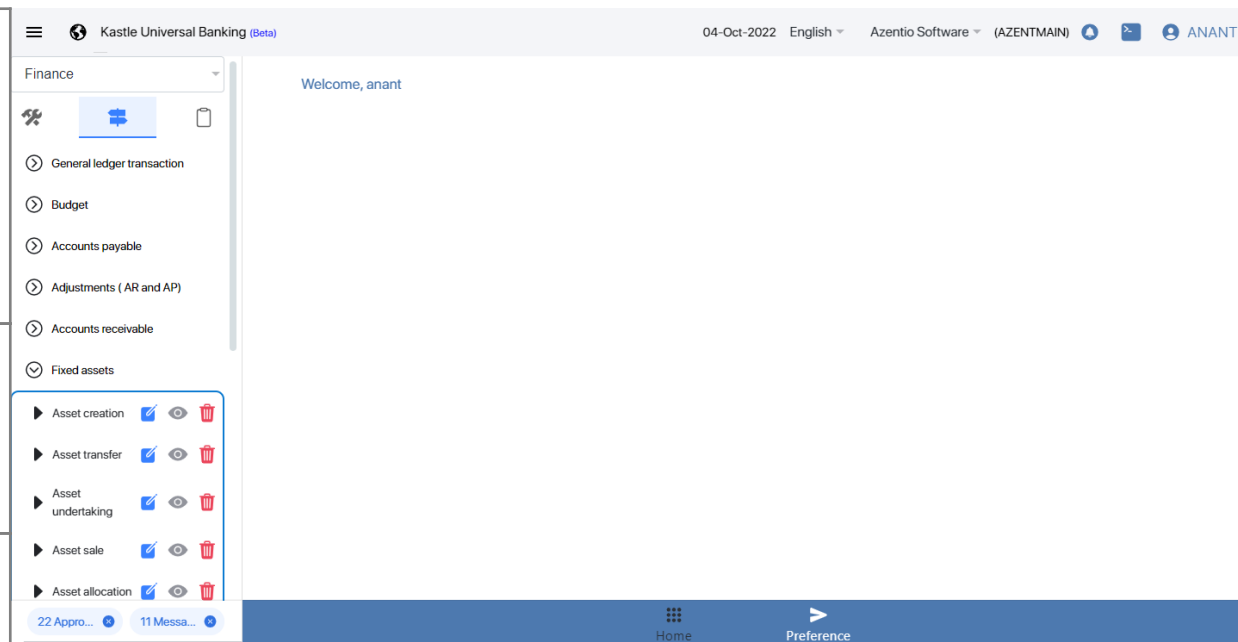 Kastle Universal Banking (Beta)
04-Oct-2022 English Azentio Software (AZENTMAIN) ANANT
Finance
Welcome, anant
General ledger transaction
Budget
Accounts payable
Adjustments ( AR and AP)
Accounts receivable
Fixed assets
Asset creation
Asset transfer
Asset
undertaking
Asset sale
Asset allocation
22 Appro... 11 Messa...
Home Preference